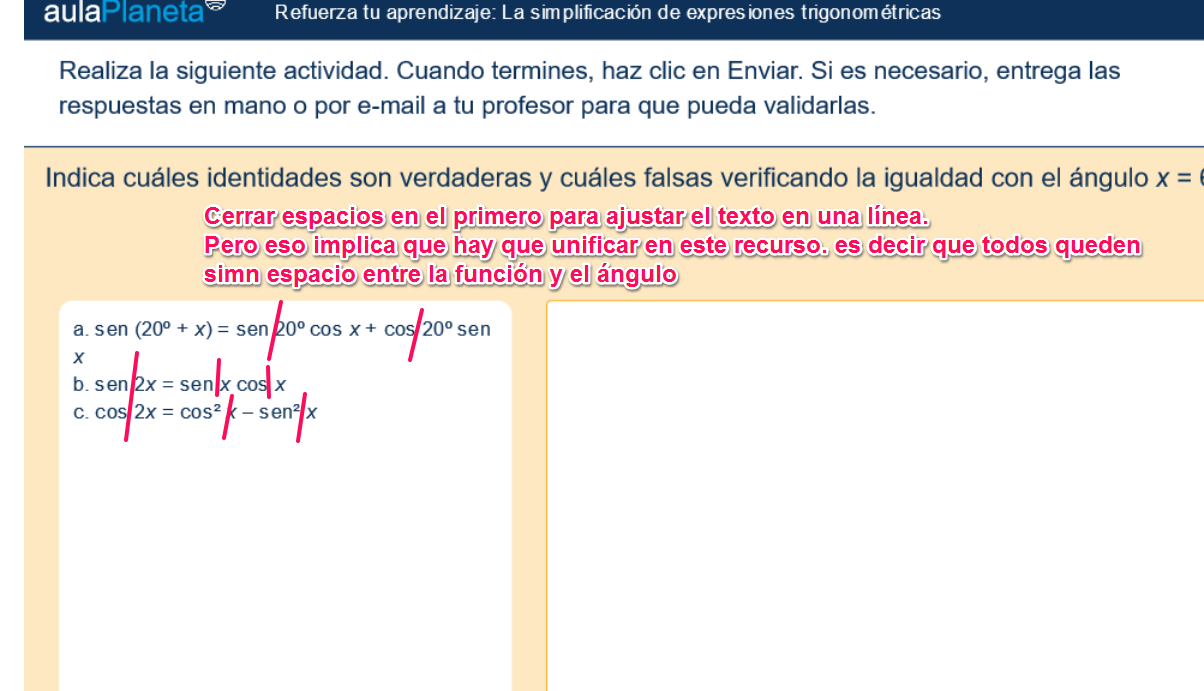 aulaPlaneta
Refuerza tu aprendizaje: La simplificación de expresiones trigonométricas
Realiza la siguiente actividad. Cuando termines, haz clic en Enviar. Si es necesario, entrega las
respuestas en mano o por e-mail a tu profesor para que pueda validarlas.
Indica cuáles identidades son verdaderas y cuáles falsas verificando la igualdad con el ángulo x =
Cerrar espacios en el primero para ajustar el texto en una línea.
Pero eso implica que hay que unificar en este recurso. es decir que todos queden
simn espacio entre la función y el ángulo
a. sen (20º + x) = sen 20º cos x + cos 20º sen
x
b. sen 2x = sen x cos x
c. cos 2x = cos² x – sen² x